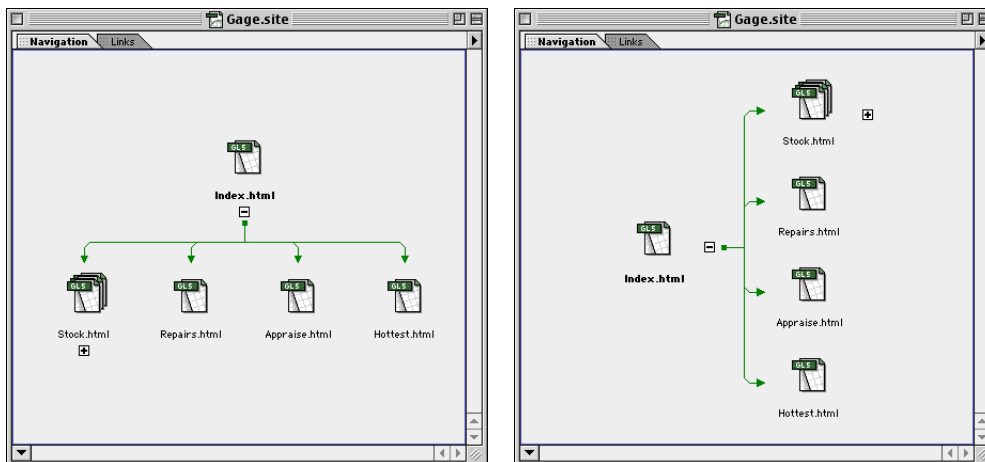 Gage.site
Navigation Links
GL5
Index.html
GL5 GL5 GL5 GL5
Stock.html Repairs.html Appraise.html Hottest.html
Gage.site
Navigation Links
GL5
Stock.html
GL5
Repairs.html
GL5
Index.html
GL5
Appraise.html
GL5
Hottest.html